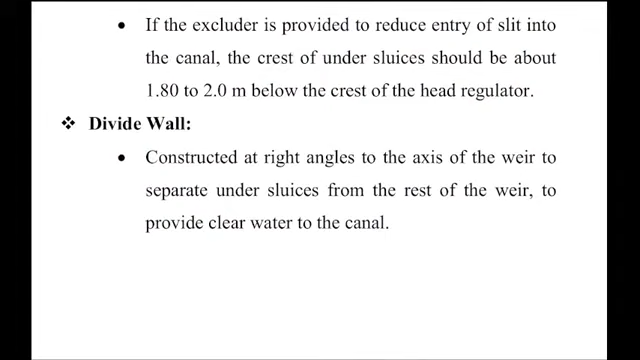 • If the excluder is provided to reduce entry of slit into
the canal, the crest of under sluices should be about
1.80 to 2.0 m below the crest of the head regulator.
❖ Divide Wall:
• Constructed at right angles to the axis of the weir to
separate under sluices from the rest of the weir, to
provide clear water to the canal.